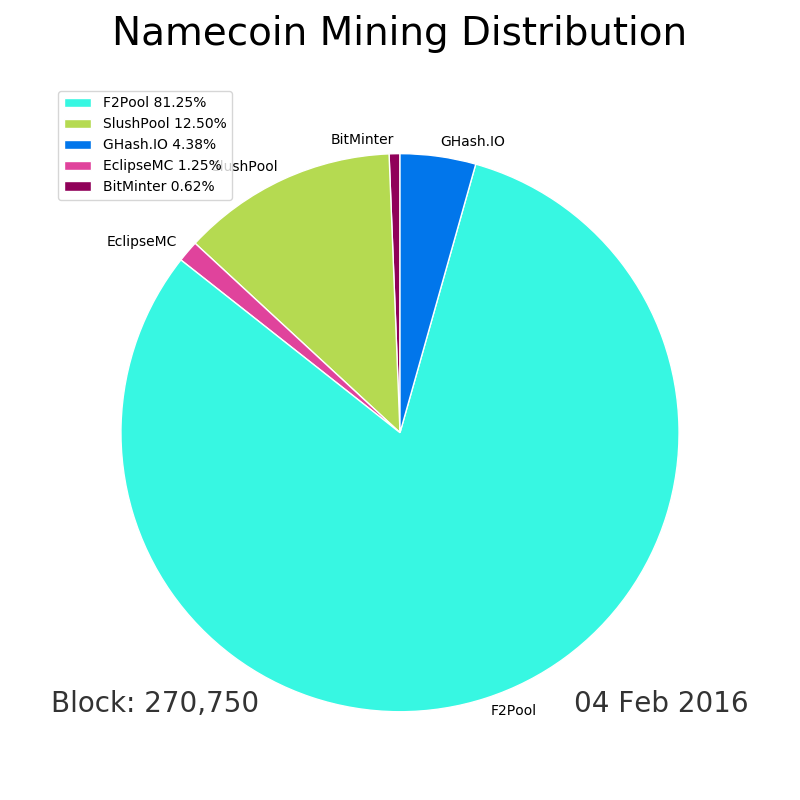 Namecoin Mining Distribution
F2Pool 81.25%
SlushPool 12.50%
GHash.IO 4.38%
EclipseMC 1.25%
BitMinter 0.62%
BitMinter
GHash.IO
SlushPool
EclipseMC
Block: 270,750
F2Pool
04 Feb 2016